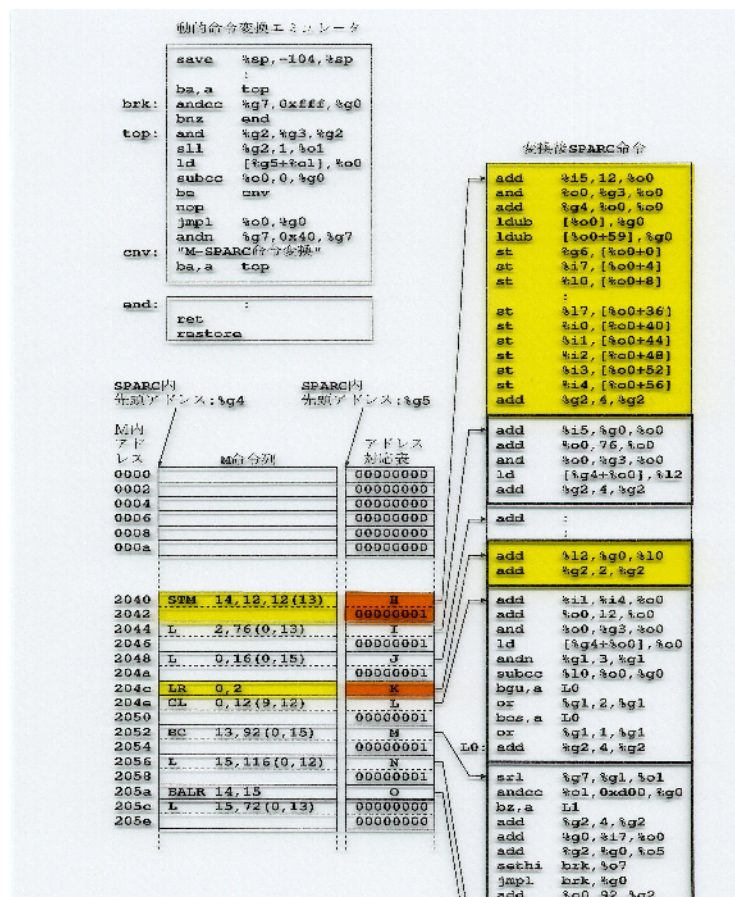 動的命令変換エミュレータ
save %sp,-104,%sp
:
ba,a top
brk: andcc %g7,0xfff,%g0
bnz end
top: and %g2,%g3,%g2
sll %g2,1,%o1
ld [%g5+%o1],%o0
subcc %o0,0,%g0
be cnv
nop
jmpl %o0,%g0
andn %g7,0x40,%g7
cnv: "M-SPARC命令変換"
ba,a top
end: :
ret
restore
変換後SPARC命令
add %i5,12,%o0
and %o0,%g3,%o0
add %g4,%o0,%o0
ldub [%o0],%g0
ldub [%o0+59],%g0
st %g6,[%o0+0]
st %i7,[%o0+4]
st %l0,[%o0+8]
:
st %l7,[%o0+36]
st %i0,[%o0+40]
st %i1,[%o0+44]
st %i2,[%o0+48]
st %i3,[%o0+52]
st %i4,[%o0+56]
add %g2,4,%g2
add %i5,%g0,%o0
add %o0,76,%o0
and %o0,%g3,%o0
ld [%g4+%o0],%l2
add %g2,4,%g2
add :
:
add %l2,%g0,%l0
add %g2,2,%g2
add %i1,%i4,%o0
add %o0,12,%o0
and %o0,%g3,%o0
ld [%g4+%o0],%o0
andn %g1,3,%g1
subcc %l0,%o0,%g0
bgu,a L0
or %g1,2,%g1
bcs,a L0
or %g1,1,%g1
L0: add %g2,4,%g2
srl %g7,%g1,%o1
andcc %o1,0xd00,%g0
bz,a L1
add %g2,4,%g2
add %g0,%i7,%o0
add %g2,%g0,%o5
sethi brk,%o7
jmpl brk,%g0
add %o0,92,%g2
SPARC内
先頭アドレス:%g4
SPARC内
先頭アドレス:%g5
M内
アド
レス
M命令列
アドレス
対応表
0000 00000000
0002 00000000
0004 00000000
0006 00000000
0008 00000000
000a 00000000
2040 STM 14,12,12(13) H
2042 00000001
2044 L 2,76(0,13) I
2046 00000001
2048 L 0,16(0,15) J
204a 00000001
204c LR 0,2 K
204e CL 0,12(9,12) L
2050 00000001
2052 BC 13,92(0,15) M
2054 00000001
2056 L 15,116(0,12) N
2058 00000001
205a BALR 14,15 O
205c L 15,72(0,13) 00000000
205e 00000000